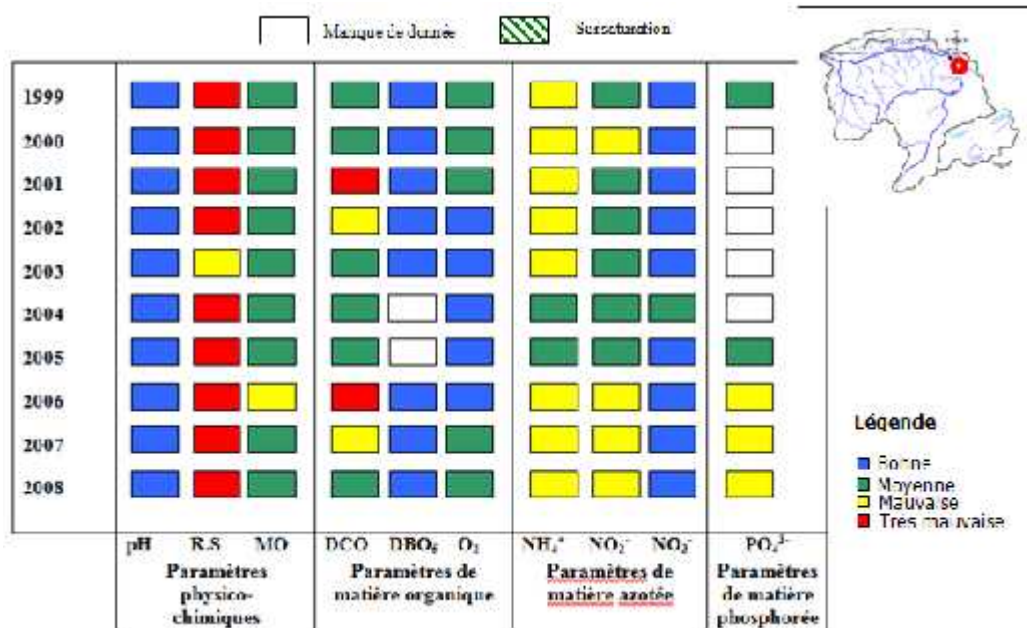 Manque de donnée
Sursaturation
1999
2000
2001
2002
2003
2004
2005
2006
2007
2008
Légende
Bonne
Moyenne
Mauvaise
Très mauvaise
pH R.S MO DCO DBO₅ O₂ NH₄⁺ NO₂⁻ NO₃⁻ PO₄³⁻
Paramètres physico-chimiques
Paramètres de matière organique
Paramètres de matière azotée
Paramètres de matière phosphorée